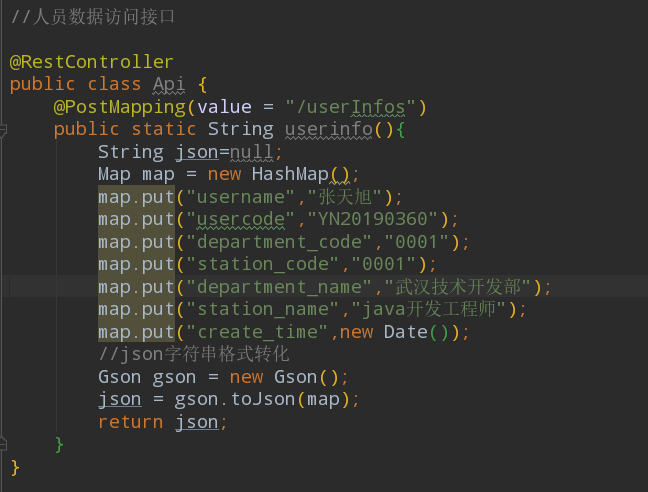 //人员数据访问接口
@RestController
public class Api {
@PostMapping(value = "/userInfos")
public static String userinfo(){
String json=null;
Map map = new HashMap();
map.put("username","张天旭");
map.put("usercode","YN20190360");
map.put("department_code","0001");
map.put("station_code","0001");
map.put("department_name","武汉技术开发部");
map.put("station_name","java开发工程师");
map.put("create_time",new Date());
//json字符串格式转化
Gson gson = new Gson();
json = gson.toJson(map);
return json;
}
}